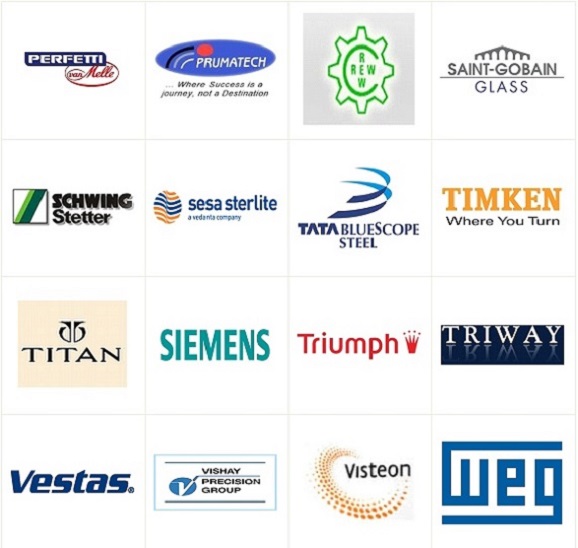 PERFETTI
van Melle
PRUMATECH
... Where Success is a
journey, not a Destination
R
REW
W
SAINT-GOBAIN
GLASS
SCHWING
Stetter
sesa sterlite
a vedanta company
TATA BLUESCOPE
STEEL
TIMKEN
Where You Turn
TITAN
SIEMENS
Triumph
TRIWAY
Vestas®
VISHAY
PRECISION
GROUP
Visteon
weg